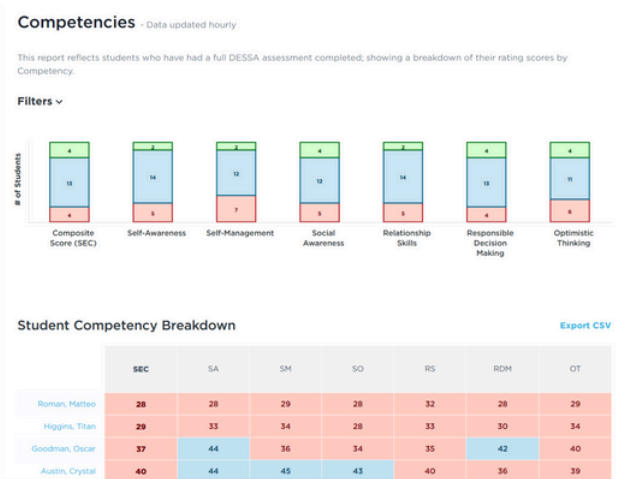 Competencies - Data updated hourly
This report reflects students who have had a full DESSA assessment completed; showing a breakdown of their rating scores by
Competency.
Filters
# of Students
4 2 2 4 2 4 4
13 14 12 12 14 13 11
4 5 7 5 5 4 6
Composite Self-Awareness Self-Management Social Relationship Responsible Optimistic
Score (SEC) Awareness Skills Decision Thinking
Making
Student Competency Breakdown Export CSV
SEC SA SM SO RS RDM OT
Roman, Matteo 28 28 29 28 32 28 29
Higgins, Titan 29 33 34 28 33 30 34
Goodman, Oscar 37 44 36 34 35 42 40
Austin, Crystal 40 44 45 43 40 36 39